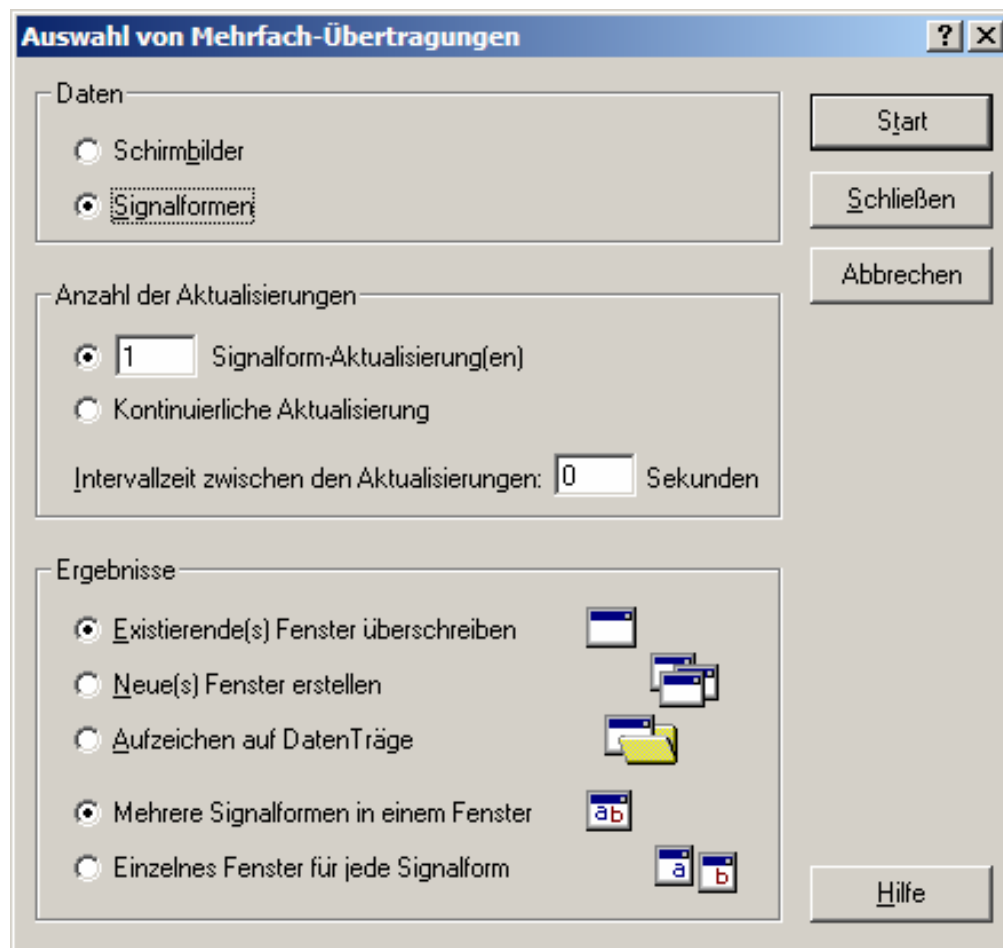 Auswahl von Mehrfach-Übertragungen
Daten
Schirmbilder
Signalformen
Start
Schließen
Abbrechen
Anzahl der Aktualisierungen
1 Signalform-Aktualisierung(en)
Kontinuierliche Aktualisierung
Intervallzeit zwischen den Aktualisierungen: 0 Sekunden
Ergebnisse
Existierende(s) Fenster überschreiben
Neue(s) Fenster erstellen
Aufzeichen auf DatenTräge
Mehrere Signalformen in einem Fenster
ab
Einzelnes Fenster für jede Signalform
a b
Hilfe